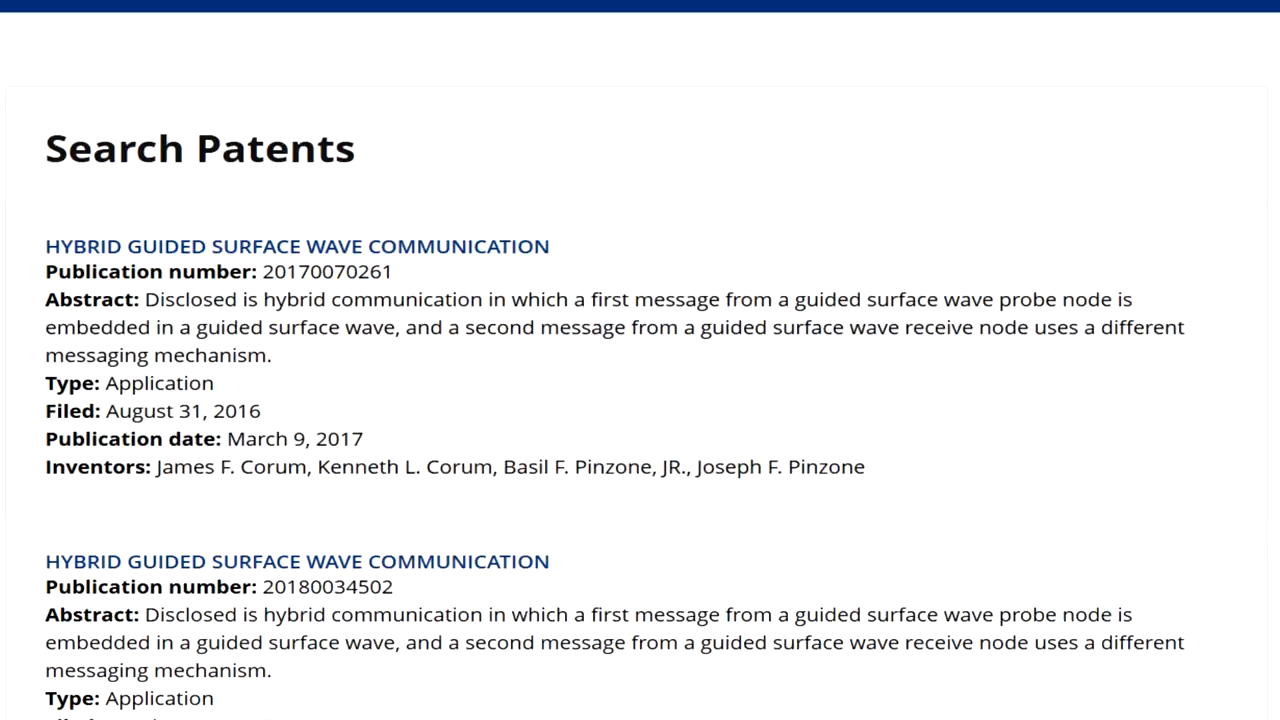 Search Patents
HYBRID GUIDED SURFACE WAVE COMMUNICATION
Publication number: 20170070261
Abstract: Disclosed is hybrid communication in which a first message from a guided surface wave probe node is
embedded in a guided surface wave, and a second message from a guided surface wave receive node uses a different
messaging mechanism.
Type: Application
Filed: August 31, 2016
Publication date: March 9, 2017
Inventors: James F. Corum, Kenneth L. Corum, Basil F. Pinzone, JR., Joseph F. Pinzone
HYBRID GUIDED SURFACE WAVE COMMUNICATION
Publication number: 20180034502
Abstract: Disclosed is hybrid communication in which a first message from a guided surface wave probe node is
embedded in a guided surface wave, and a second message from a guided surface wave receive node uses a different
messaging mechanism.
Type: Application